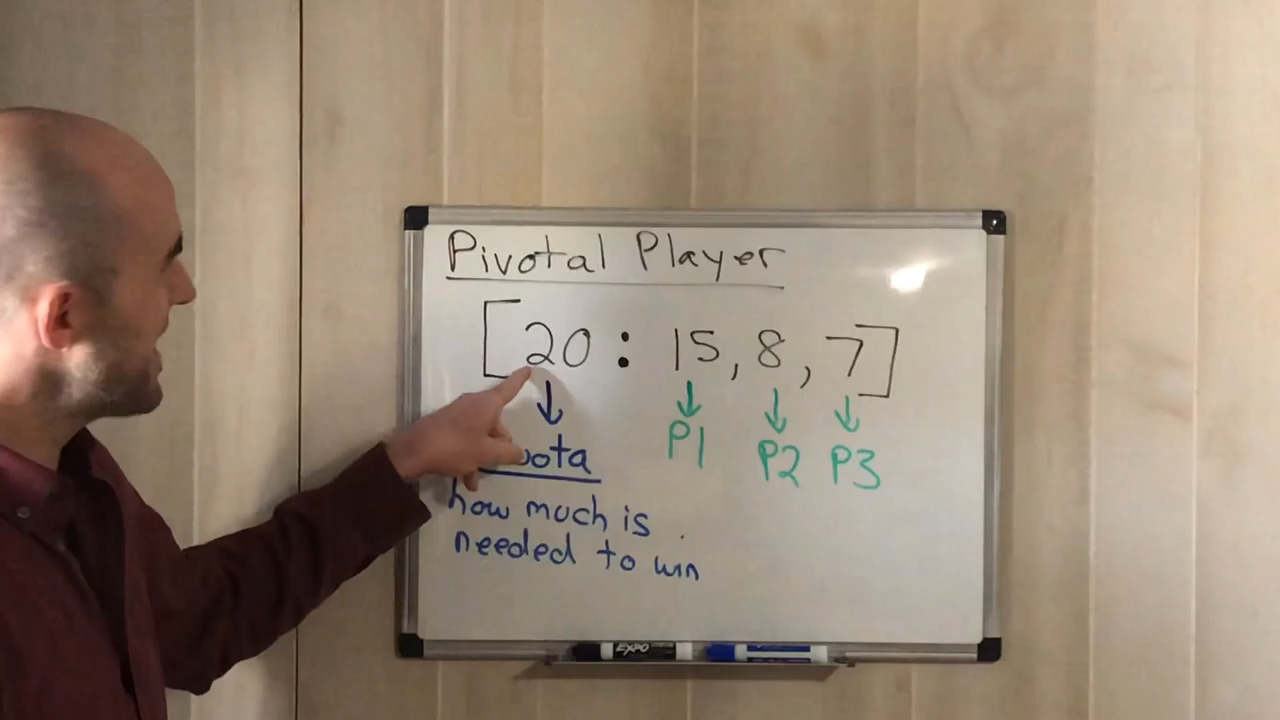 Pivotal Player
[20 : 15, 8, 7]
P1 P2 P3
how much is
needed to win
EXPO